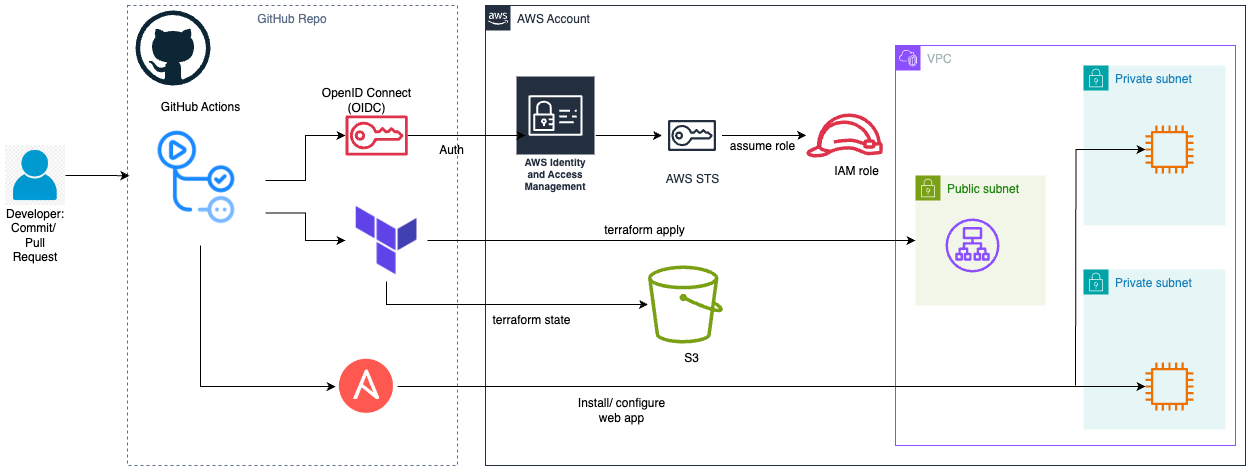 GitHub Repo
aws
AWS Account
VPC
Private subnet
OpenID Connect
(OIDC)
GitHub Actions
Auth
AWS Identity
and Access
Management
AWS STS
assume role
IAM role
Public subnet
Developer:
Commit/
Pull
Request
terraform apply
Private subnet
terraform state
S3
Install/ configure
web app